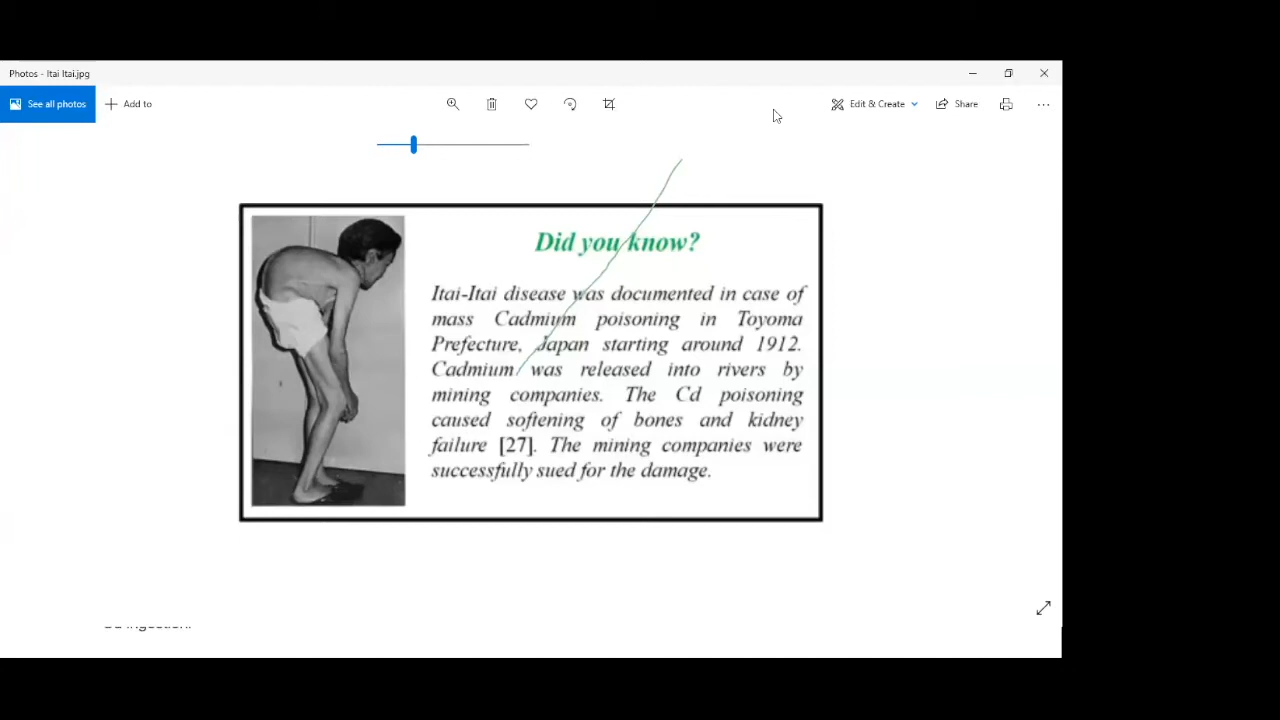 Photos - Itai Itai.jpg
See all photos
Add to
Edit & Create
Share
Did you know?
Itai-Itai disease was documented in case of
mass Cadmium poisoning in Toyoma
Prefecture, Japan starting around 1912.
Cadmium was released into rivers by
mining companies. The Cd poisoning
caused softening of bones and kidney
failure [27]. The mining companies were
successfully sued for the damage.